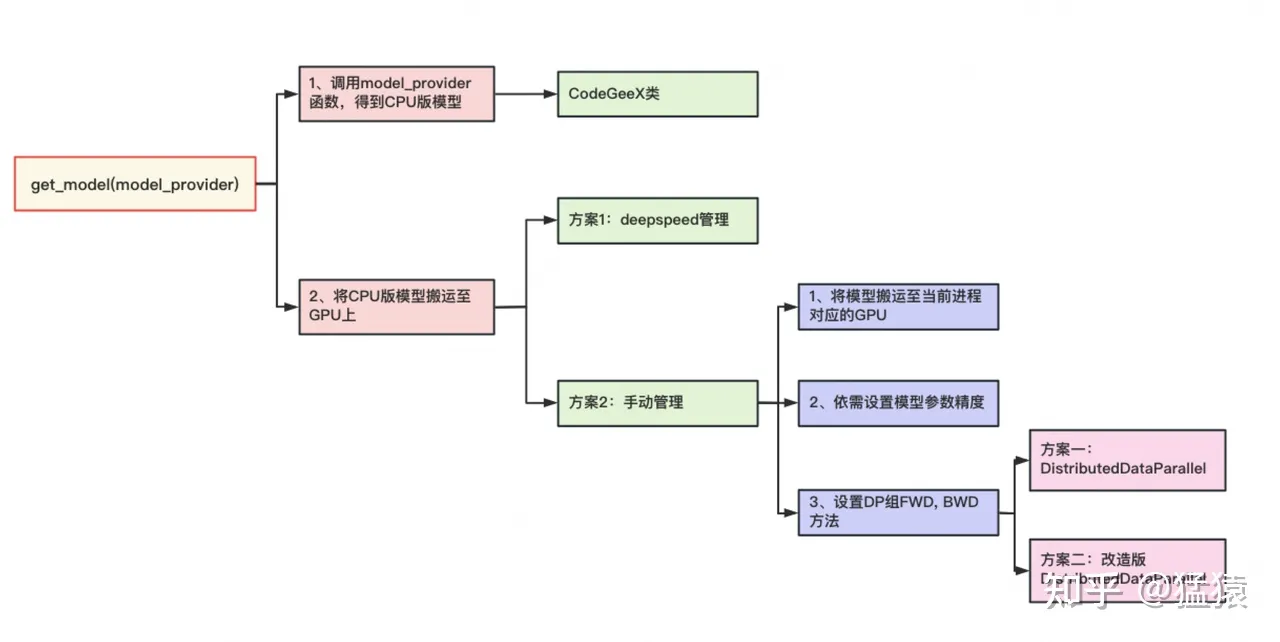 get_model(model_provider)
1、调用model_provider
函数，得到CPU版模型
CodeGeeX类
2、将CPU版模型搬运至
GPU上
方案1：deepspeed管理
方案2：手动管理
1、将模型搬运至当前进程
对应的GPU
2、依需设置模型参数精度
3、设置DP组FWD, BWD
方法
方案一：
DistributedDataParallel
方案二：改造版
DistributedDataParallel
知乎 @猛猿